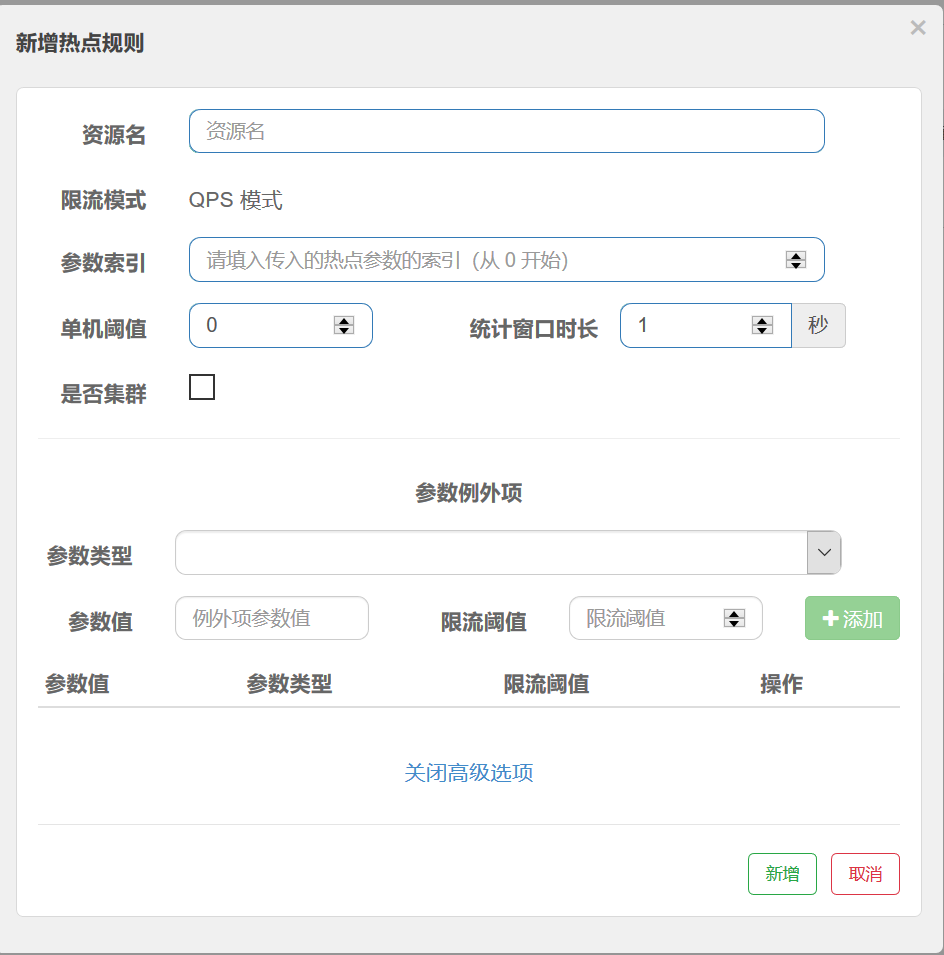 新增热点规则
×
资源名 资源名
限流模式 QPS 模式
参数索引 请填入传入的热点参数的索引（从 0 开始）
单机阈值 0 统计窗口时长 1 秒
是否集群
参数例外项
参数类型
参数值 例外项参数值 限流阈值 限流阈值 添加
参数值 参数类型 限流阈值 操作
关闭高级选项
新增 取消